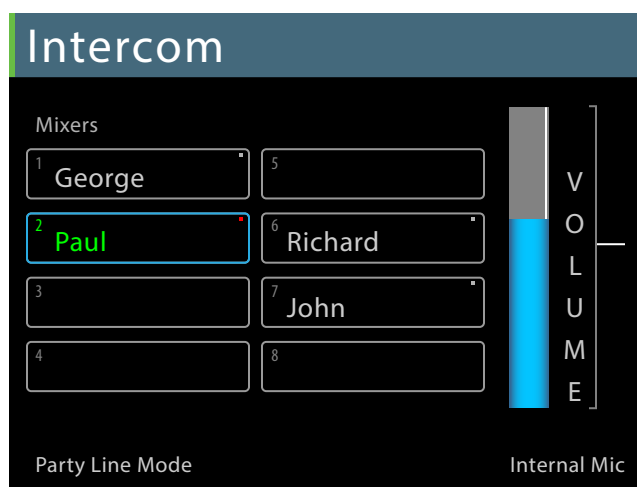 Intercom
Mixers
1 George
5
2 Paul
6 Richard
3
7 John
4
8
VOLUME
Party Line Mode
Internal Mic